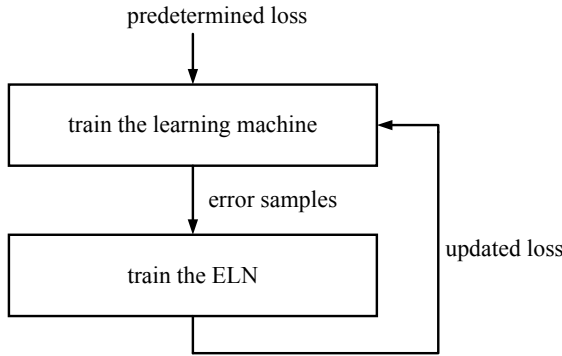 predetermined loss
train the learning machine
error samples
updated loss
train the ELN